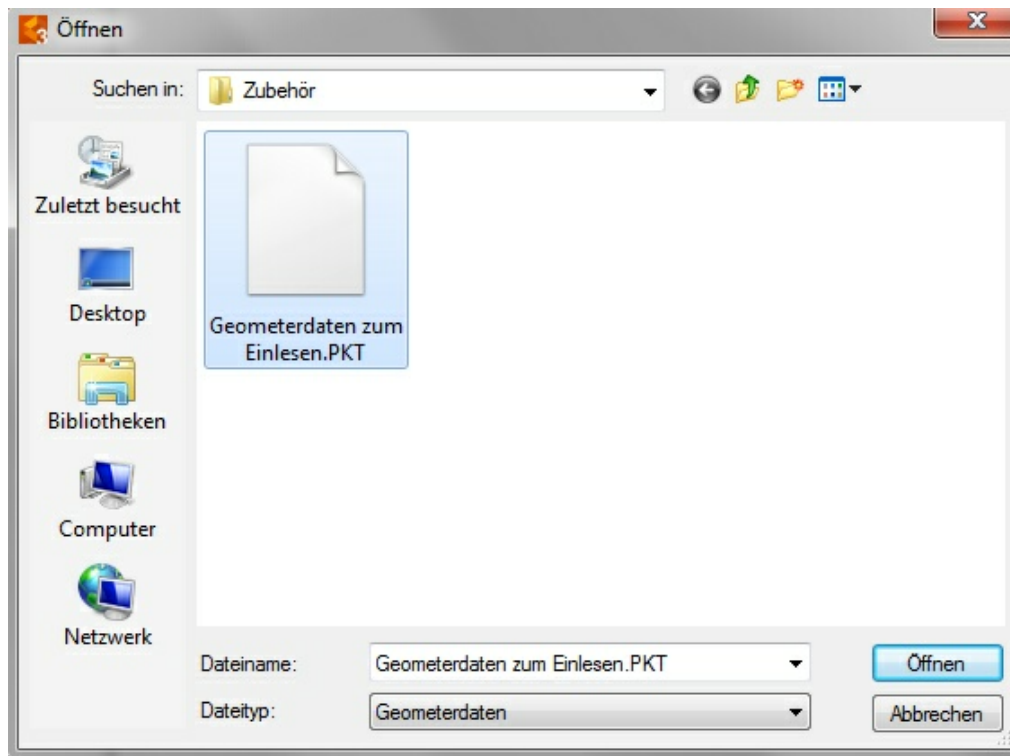 Öffnen
Suchen in:
Zubehör
Zuletzt besucht
Desktop
Bibliotheken
Computer
Netzwerk
Geometerdaten zum
Einlesen.PKT
Dateiname:
Geometerdaten zum Einlesen.PKT
Öffnen
Dateityp:
Geometerdaten
Abbrechen